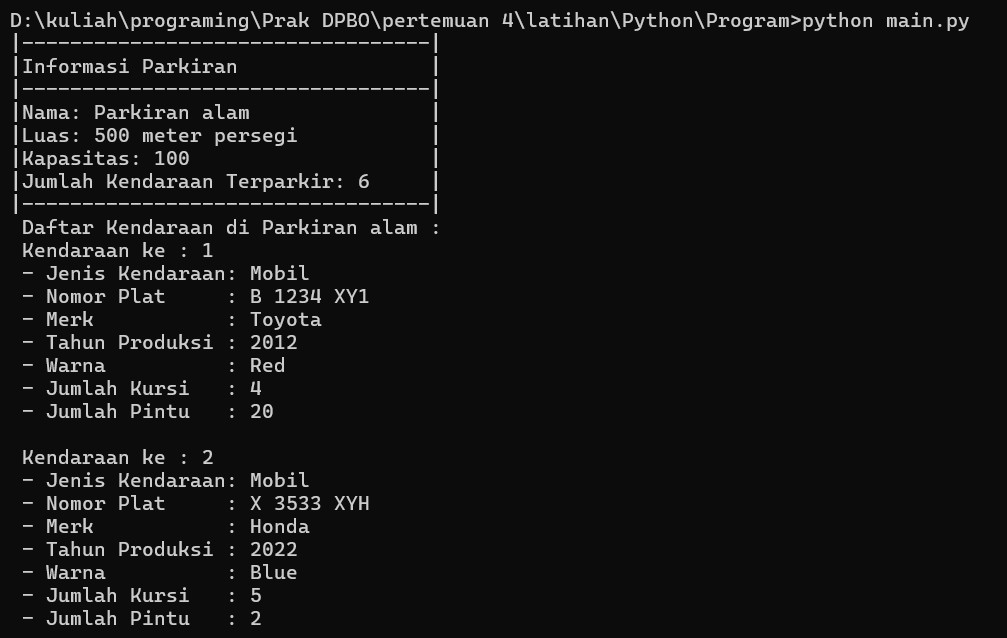 D:\kuliah\programing\Prak DPBO\pertemuan 4\latihan\Python\Program>python main.py
|----------------------------------|
|Informasi Parkiran                |
|----------------------------------|
|Nama: Parkiran alam               |
|Luas: 500 meter persegi           |
|Kapasitas: 100                    |
|Jumlah Kendaraan Terparkir: 6     |
|----------------------------------|
 Daftar Kendaraan di Parkiran alam :
 Kendaraan ke : 1
 - Jenis Kendaraan: Mobil
 - Nomor Plat     : B 1234 XY1
 - Merk           : Toyota
 - Tahun Produksi : 2012
 - Warna          : Red
 - Jumlah Kursi   : 4
 - Jumlah Pintu   : 20

 Kendaraan ke : 2
 - Jenis Kendaraan: Mobil
 - Nomor Plat     : X 3533 XYH
 - Merk           : Honda
 - Tahun Produksi : 2022
 - Warna          : Blue
 - Jumlah Kursi   : 5
 - Jumlah Pintu   : 2